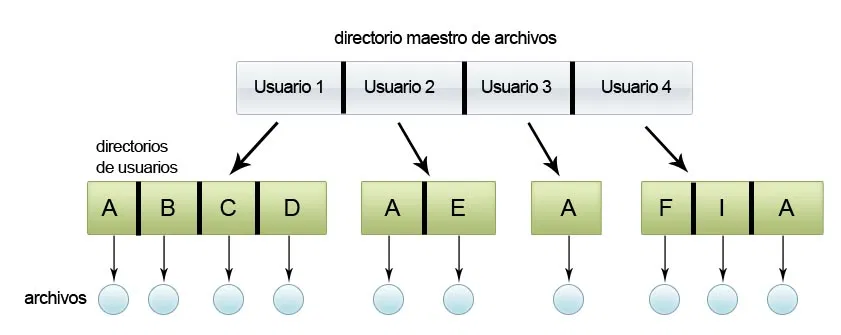 directorio maestro de archivos
Usuario 1 Usuario 2 Usuario 3 Usuario 4
directorios
de usuarios
A B C D A E A F I A
archivos